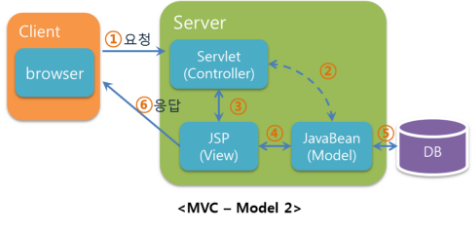 Client
browser
①요청
⑥응답
Server
Servlet
(Controller)
②
③
JSP
(View)
④
JavaBean
(Model)
⑤
DB
<MVC – Model 2>